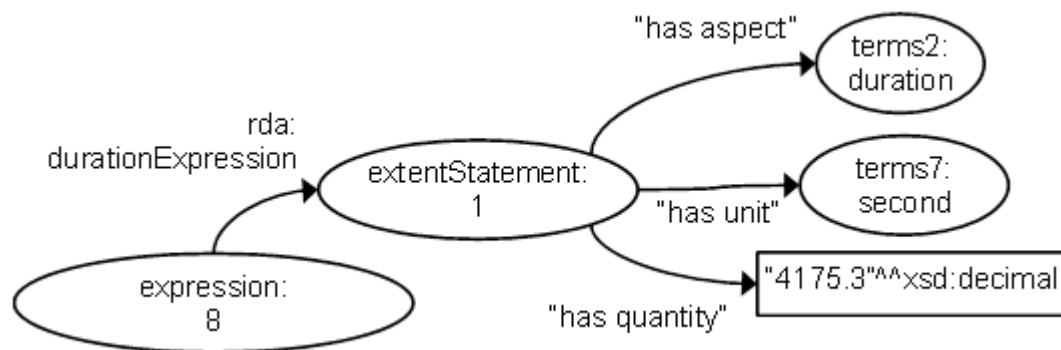 "has aspect"
terms2:
duration
rda:
durationExpression
extentStatement:
1
terms7:
second
"has unit"
"4175.3"^^xsd:decimal
expression:
8
"has quantity"